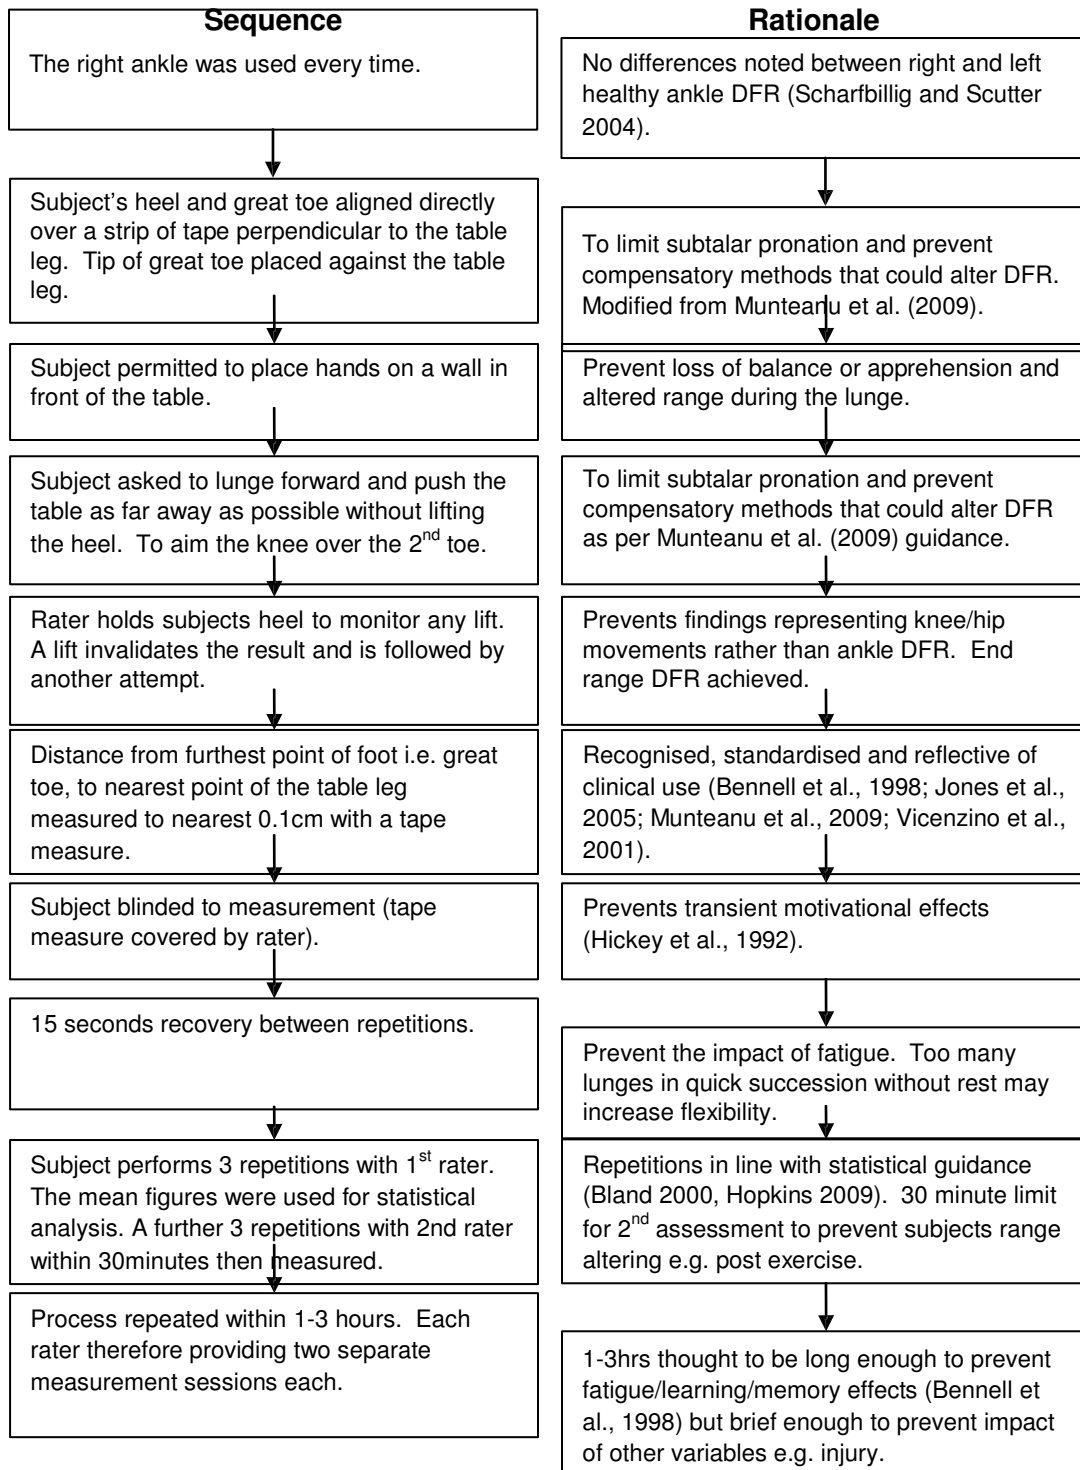 Sequence
The right ankle was used every time.
Subject's heel and great toe aligned directly
over a strip of tape perpendicular to the table
leg. Tip of great toe placed against the table
leg.
Subject permitted to place hands on a wall in
front of the table.
Subject asked to lunge forward and push the
table as far away as possible without lifting
the heel. To aim the knee over the 2nd toe.
Rater holds subjects heel to monitor any lift.
A lift invalidates the result and is followed by
another attempt.
Distance from furthest point of foot i.e. great
toe, to nearest point of the table leg
measured to nearest 0.1cm with a tape
measure.
Subject blinded to measurement (tape
measure covered by rater).
15 seconds recovery between repetitions.
Subject performs 3 repetitions with 1st rater.
The mean figures were used for statistical
analysis. A further 3 repetitions with 2nd rater
within 30minutes then measured.
Process repeated within 1-3 hours. Each
rater therefore providing two separate
measurement sessions each.
Rationale
No differences noted between right and left
healthy ankle DFR (Scharfbillig and Scutter
2004).
To limit subtalar pronation and prevent
compensatory methods that could alter DFR.
Modified from Munteanu et al. (2009).
Prevent loss of balance or apprehension and
altered range during the lunge.
To limit subtalar pronation and prevent
compensatory methods that could alter DFR
as per Munteanu et al. (2009) guidance.
Prevents findings representing knee/hip
movements rather than ankle DFR. End
range DFR achieved.
Recognised, standardised and reflective of
clinical use (Bennell et al., 1998; Jones et al.,
2005; Munteanu et al., 2009; Vicenzino et al.,
2001).
Prevents transient motivational effects
(Hickey et al., 1992).
Prevent the impact of fatigue. Too many
lunges in quick succession without rest may
increase flexibility.
Repetitions in line with statistical guidance
(Bland 2000, Hopkins 2009). 30 minute limit
for 2nd assessment to prevent subjects range
altering e.g. post exercise.
1-3hrs thought to be long enough to prevent
fatigue/learning/memory effects (Bennell et
al., 1998) but brief enough to prevent impact
of other variables e.g. injury.